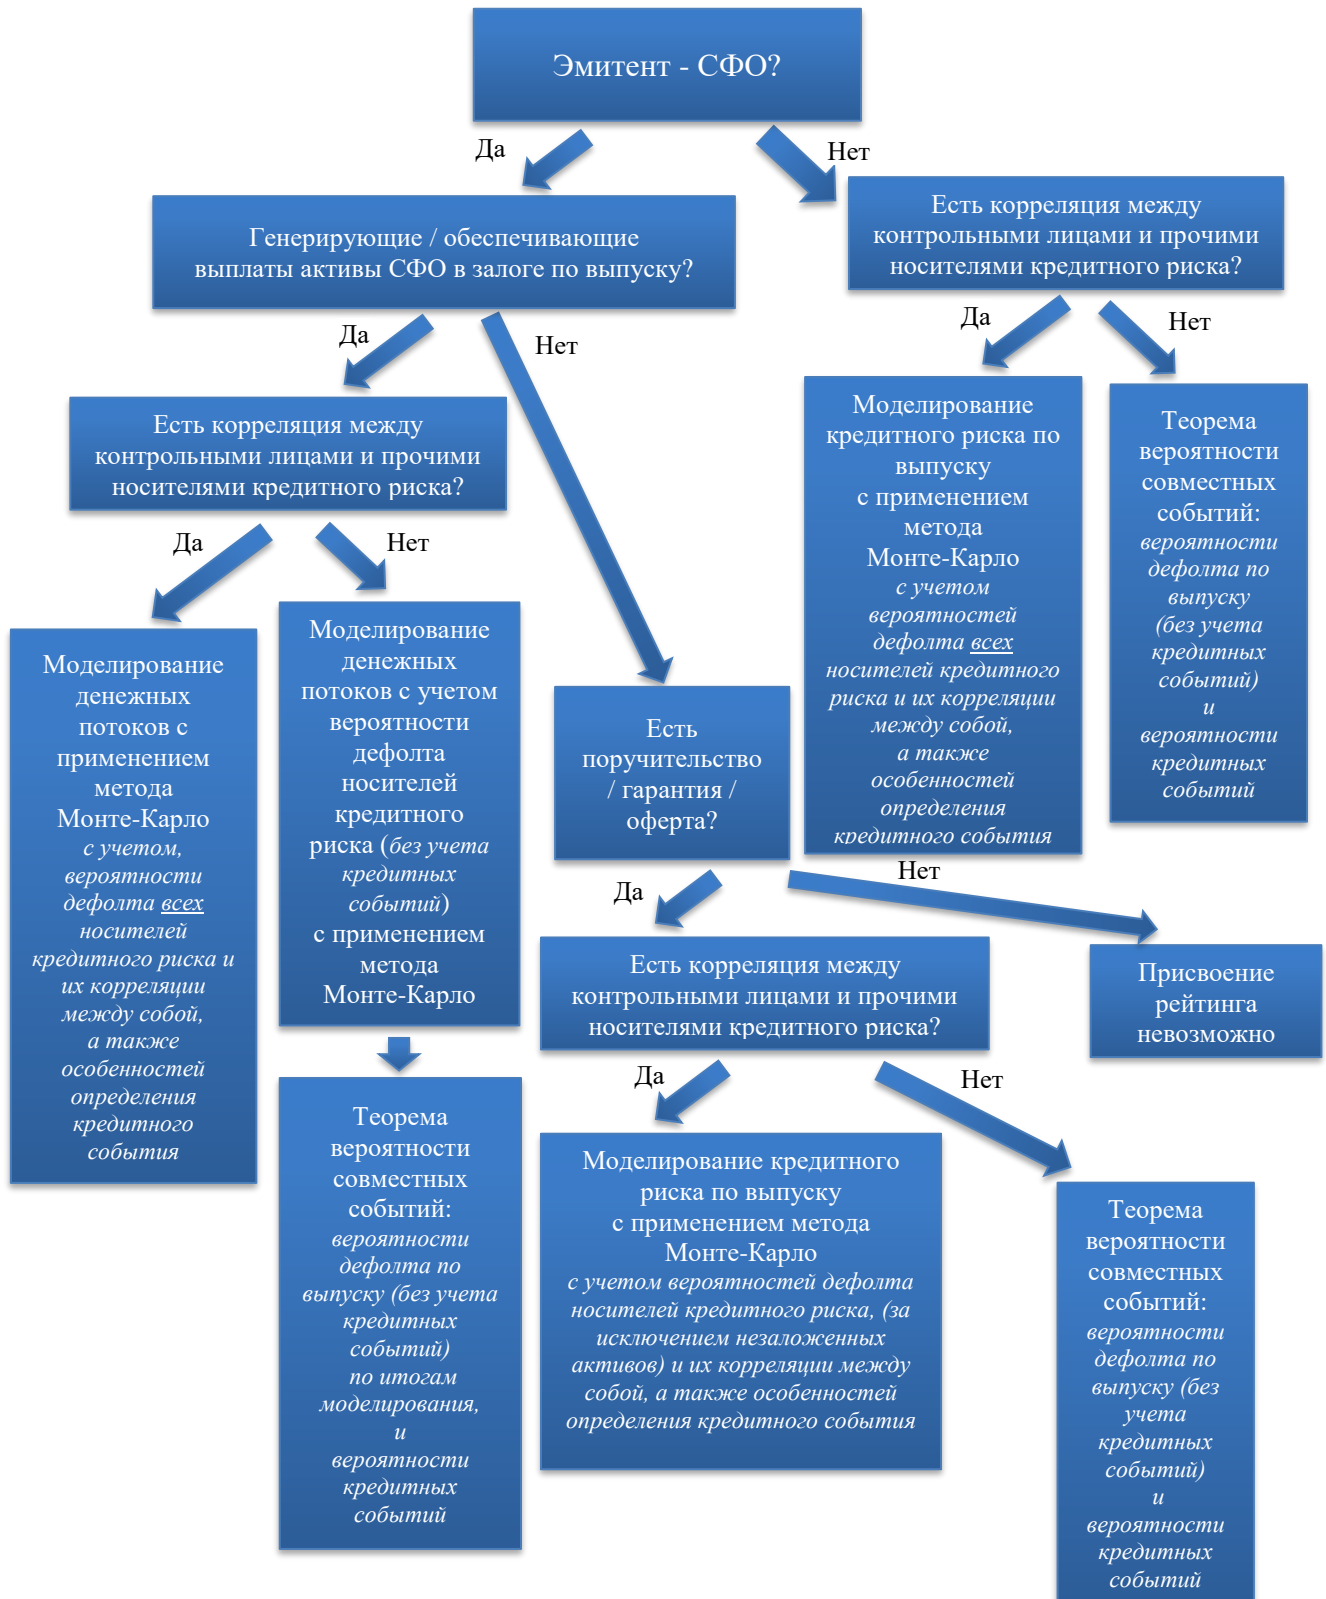 Эмитент - СФО?
Да
Нет
Генерирующие / обеспечивающие
выплаты активы СФО в залоге по выпуску?
Есть корреляция между
контрольными лицами и прочими
носителями кредитного риска?
Да
Нет
Да
Нет
Есть корреляция между
контрольными лицами и прочими
носителями кредитного риска?
Моделирование
кредитного риска по
выпуску
с применением
метода
Монте-Карло
с учетом
вероятностей
дефолта всех
носителей кредитного
риска и их корреляции
между собой,
а также
особенностей
определения
кредитного события
Теорема
вероятности
совместных
событий:
вероятности
дефолта по
выпуску
(без учета
кредитных
событий)
и
вероятности
кредитных
событий
Да
Нет
Моделирование
денежных
потоков с
применением
метода
Монте-Карло
с учетом,
вероятности
дефолта всех
носителей
кредитного риска и
их корреляции
между собой,
а также
особенностей
определения
кредитного
события
Моделирование
денежных
потоков с учетом
вероятности
дефолта
носителей
кредитного
риска (без учета
кредитных
событий)
с применением
метода
Монте-Карло
Есть
поручительство
/ гарантия /
оферта?
Да
Нет
Есть корреляция между
контрольными лицами и прочими
носителями кредитного риска?
Присвоение
рейтинга
невозможно
Да
Нет
Теорема
вероятности
совместных
событий:
вероятности
дефолта по
выпуску (без учета
кредитных
событий)
по итогам
моделирования,
и
вероятности
кредитных
событий
Моделирование кредитного
риска по выпуску
с применением метода
Монте-Карло
с учетом вероятностей дефолта
носителей кредитного риска, (за
исключением незаложенных
активов) и их корреляции между
собой, а также особенностей
определения кредитного события
Теорема
вероятности
совместных
событий:
вероятности
дефолта по
выпуску (без
учета
кредитных
событий)
и
вероятности
кредитных
событий